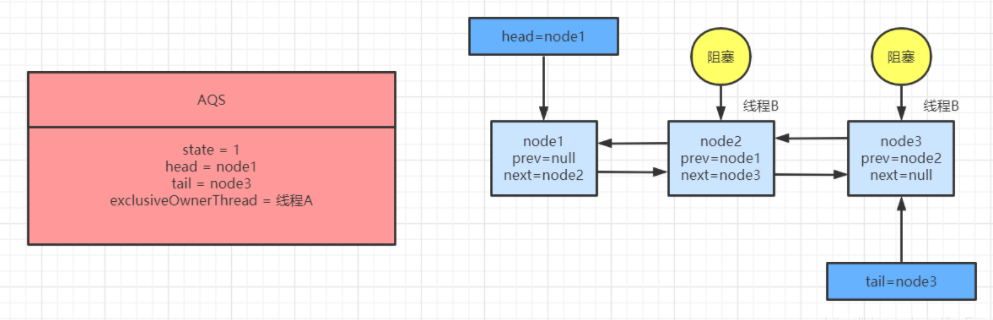 head=node1
阻塞
阻塞
AQS
线程B
线程B
state = 1
head = node1
tail = node3
exclusiveOwnerThread = 线程A
node1
prev=null
next=node2
node2
prev=node1
next=node3
node3
prev=node2
next=null
tail=node3